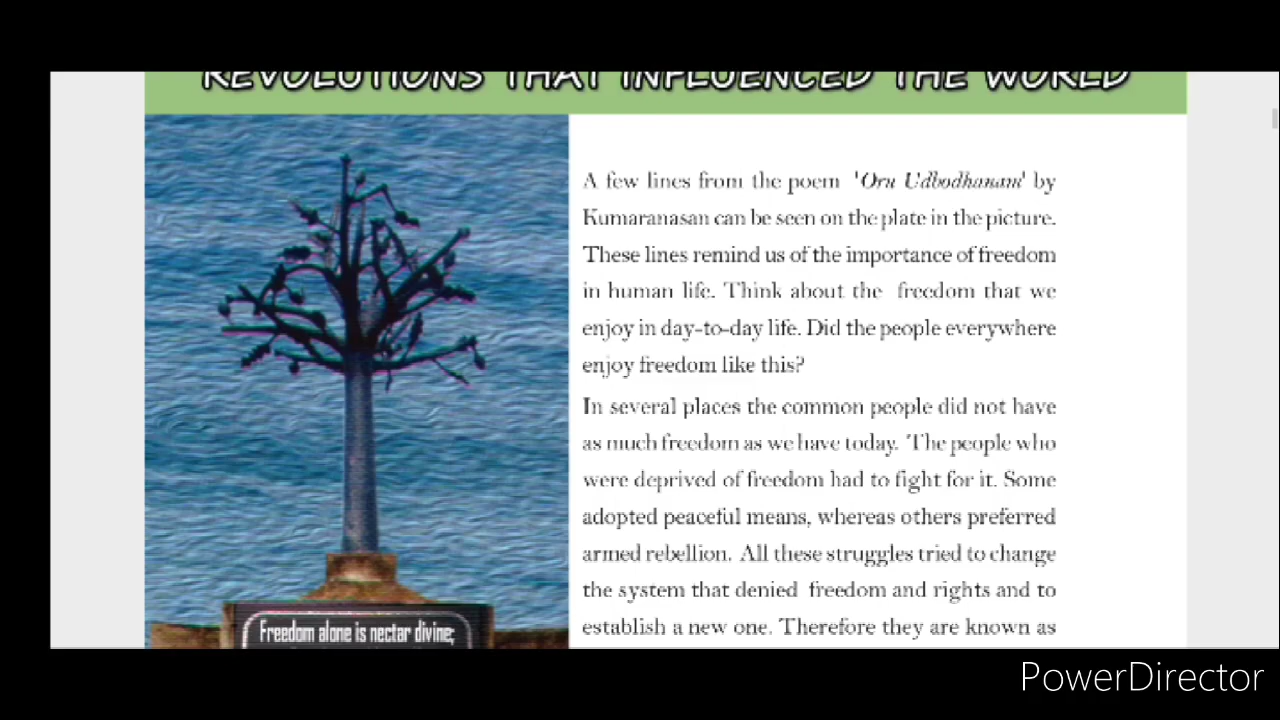 REVOLUTIONS THAT INFLUENCED THE WORLD
A few lines from the poem 'Oru Udbodhanam' by
Kumaranasan can be seen on the plate in the picture.
These lines remind us of the importance of freedom
in human life. Think about the freedom that we
enjoy in day-to-day life. Did the people everywhere
enjoy freedom like this?
In several places the common people did not have
as much freedom as we have today. The people who
were deprived of freedom had to fight for it. Some
adopted peaceful means, whereas others preferred
armed rebellion. All these struggles tried to change
the system that denied freedom and rights and to
establish a new one. Therefore they are known as
Freedom alone is nectar divine;
PowerDirector